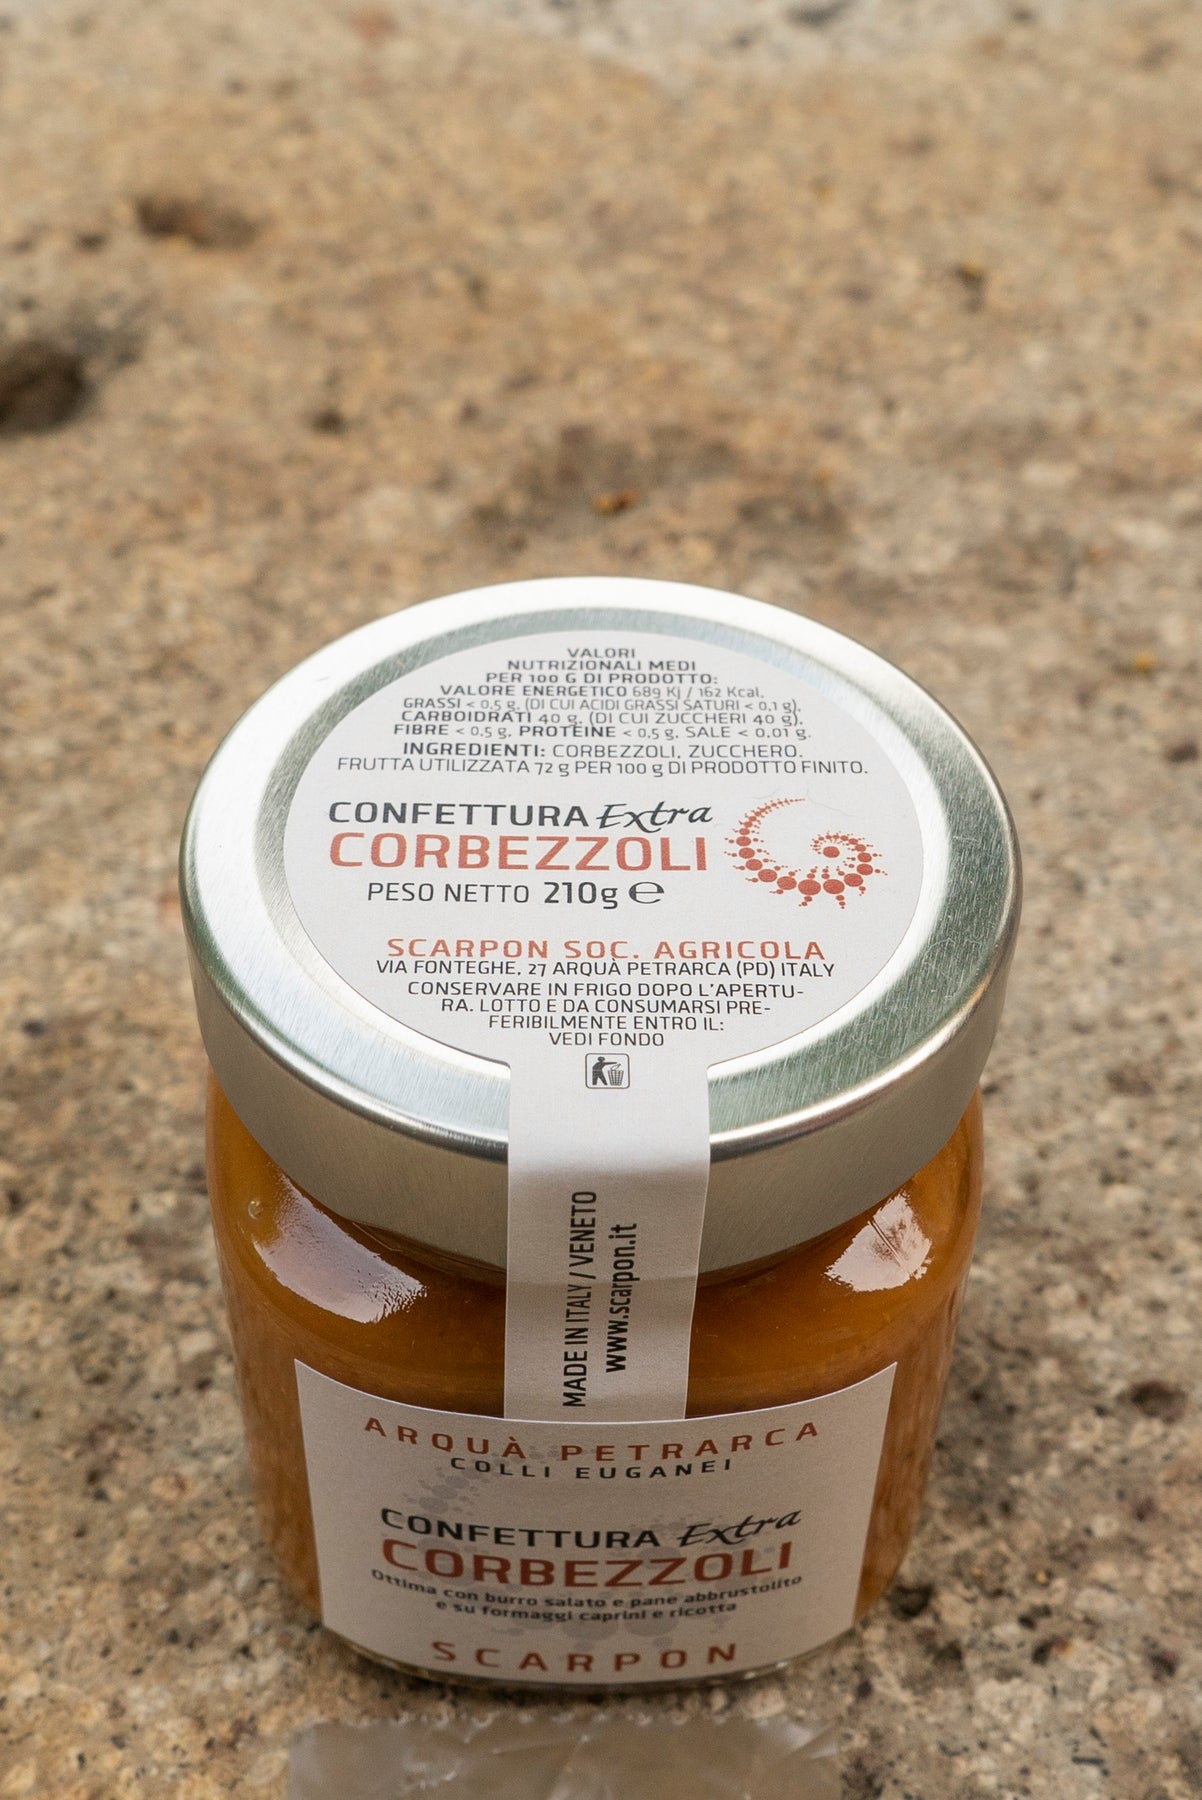 VALORI
NUTRIZIONALI MEDI
PER 100 G DI PRODOTTO:
VALORE ENERGETICO 689 Kj / 162 Kcal,
GRASSI < 0,5 g, (DI CUI ACIDI GRASSI SATURI < 0,1 g),
CARBOIDRATI 40 g, (DI CUI ZUCCHERI 40 g),
FIBRE < 0,5 g, PROTEINE < 0,5 g, SALE < 0,01 g.
INGREDIENTI: CORBEZZOLI, ZUCCHERO.
FRUTTA UTILIZZATA 72 g PER 100 g DI PRODOTTO FINITO.
CONFETTURA Extra
CORBEZZOLI
PESO NETTO 210g ℮
SCARPON SOC. AGRICOLA
VIA FONTEGHE, 27 ARQUÀ PETRARCA (PD) ITALY
CONSERVARE IN FRIGO DOPO L'APERTU-
RA. LOTTO E DA CONSUMARSI PRE-
FERIBILMENTE ENTRO IL:
VEDI FONDO
MADE IN ITALY / VENETO
www.scarpon.it
ARQUÀ PETRARCA
COLLI EUGANEI
CONFETTURA Extra
CORBEZZOLI
Ottima con burro salato e pane abbrustolito
e su formaggi caprini e ricotta
SCARPON